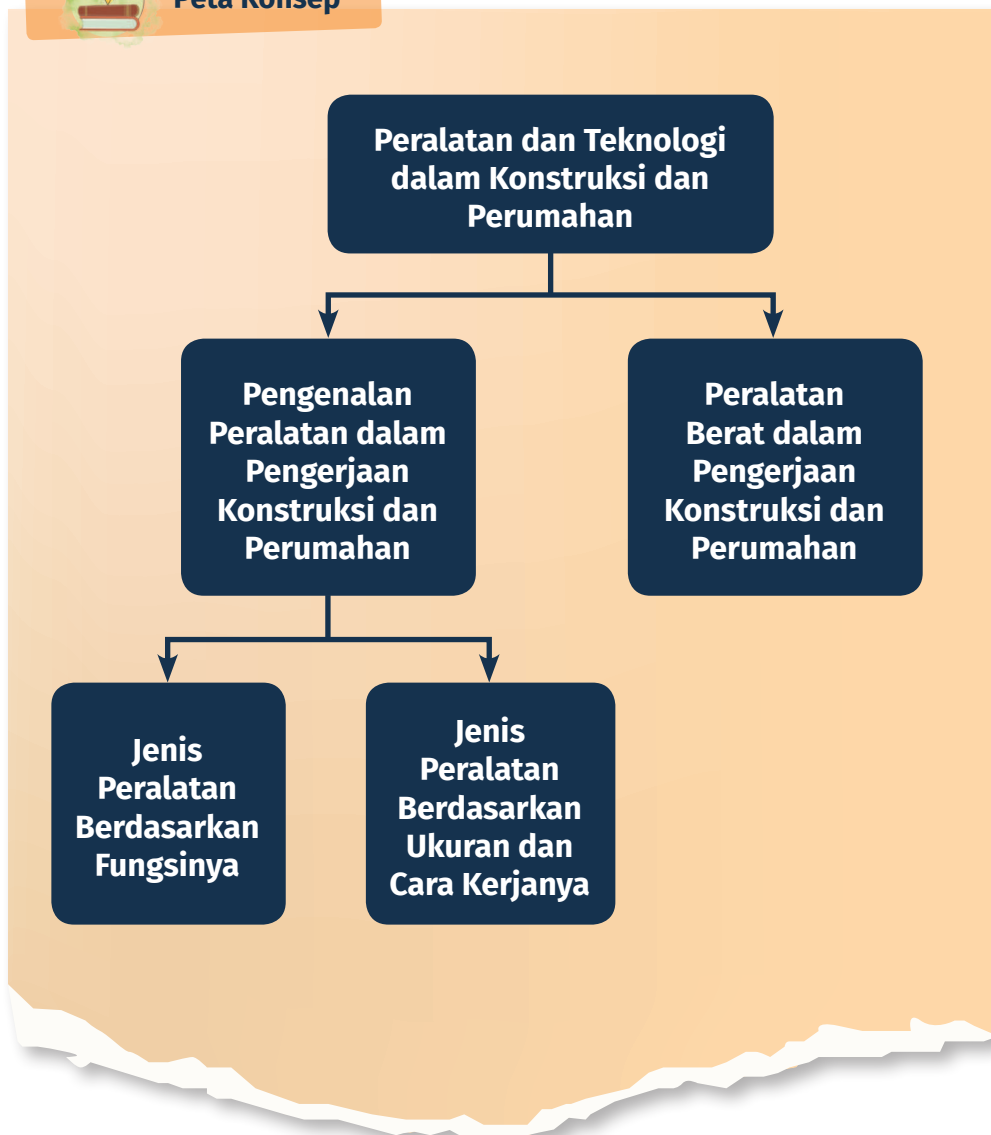 Peta Konsep
Peralatan dan Teknologi
dalam Konstruksi dan
Perumahan
Pengenalan
Peralatan dalam
Pengerjaan
Konstruksi dan
Perumahan
Peralatan
Berat dalam
Pengerjaan
Konstruksi dan
Perumahan
Jenis
Peralatan
Berdasarkan
Fungsinya
Jenis
Peralatan
Berdasarkan
Ukuran dan
Cara Kerjanya